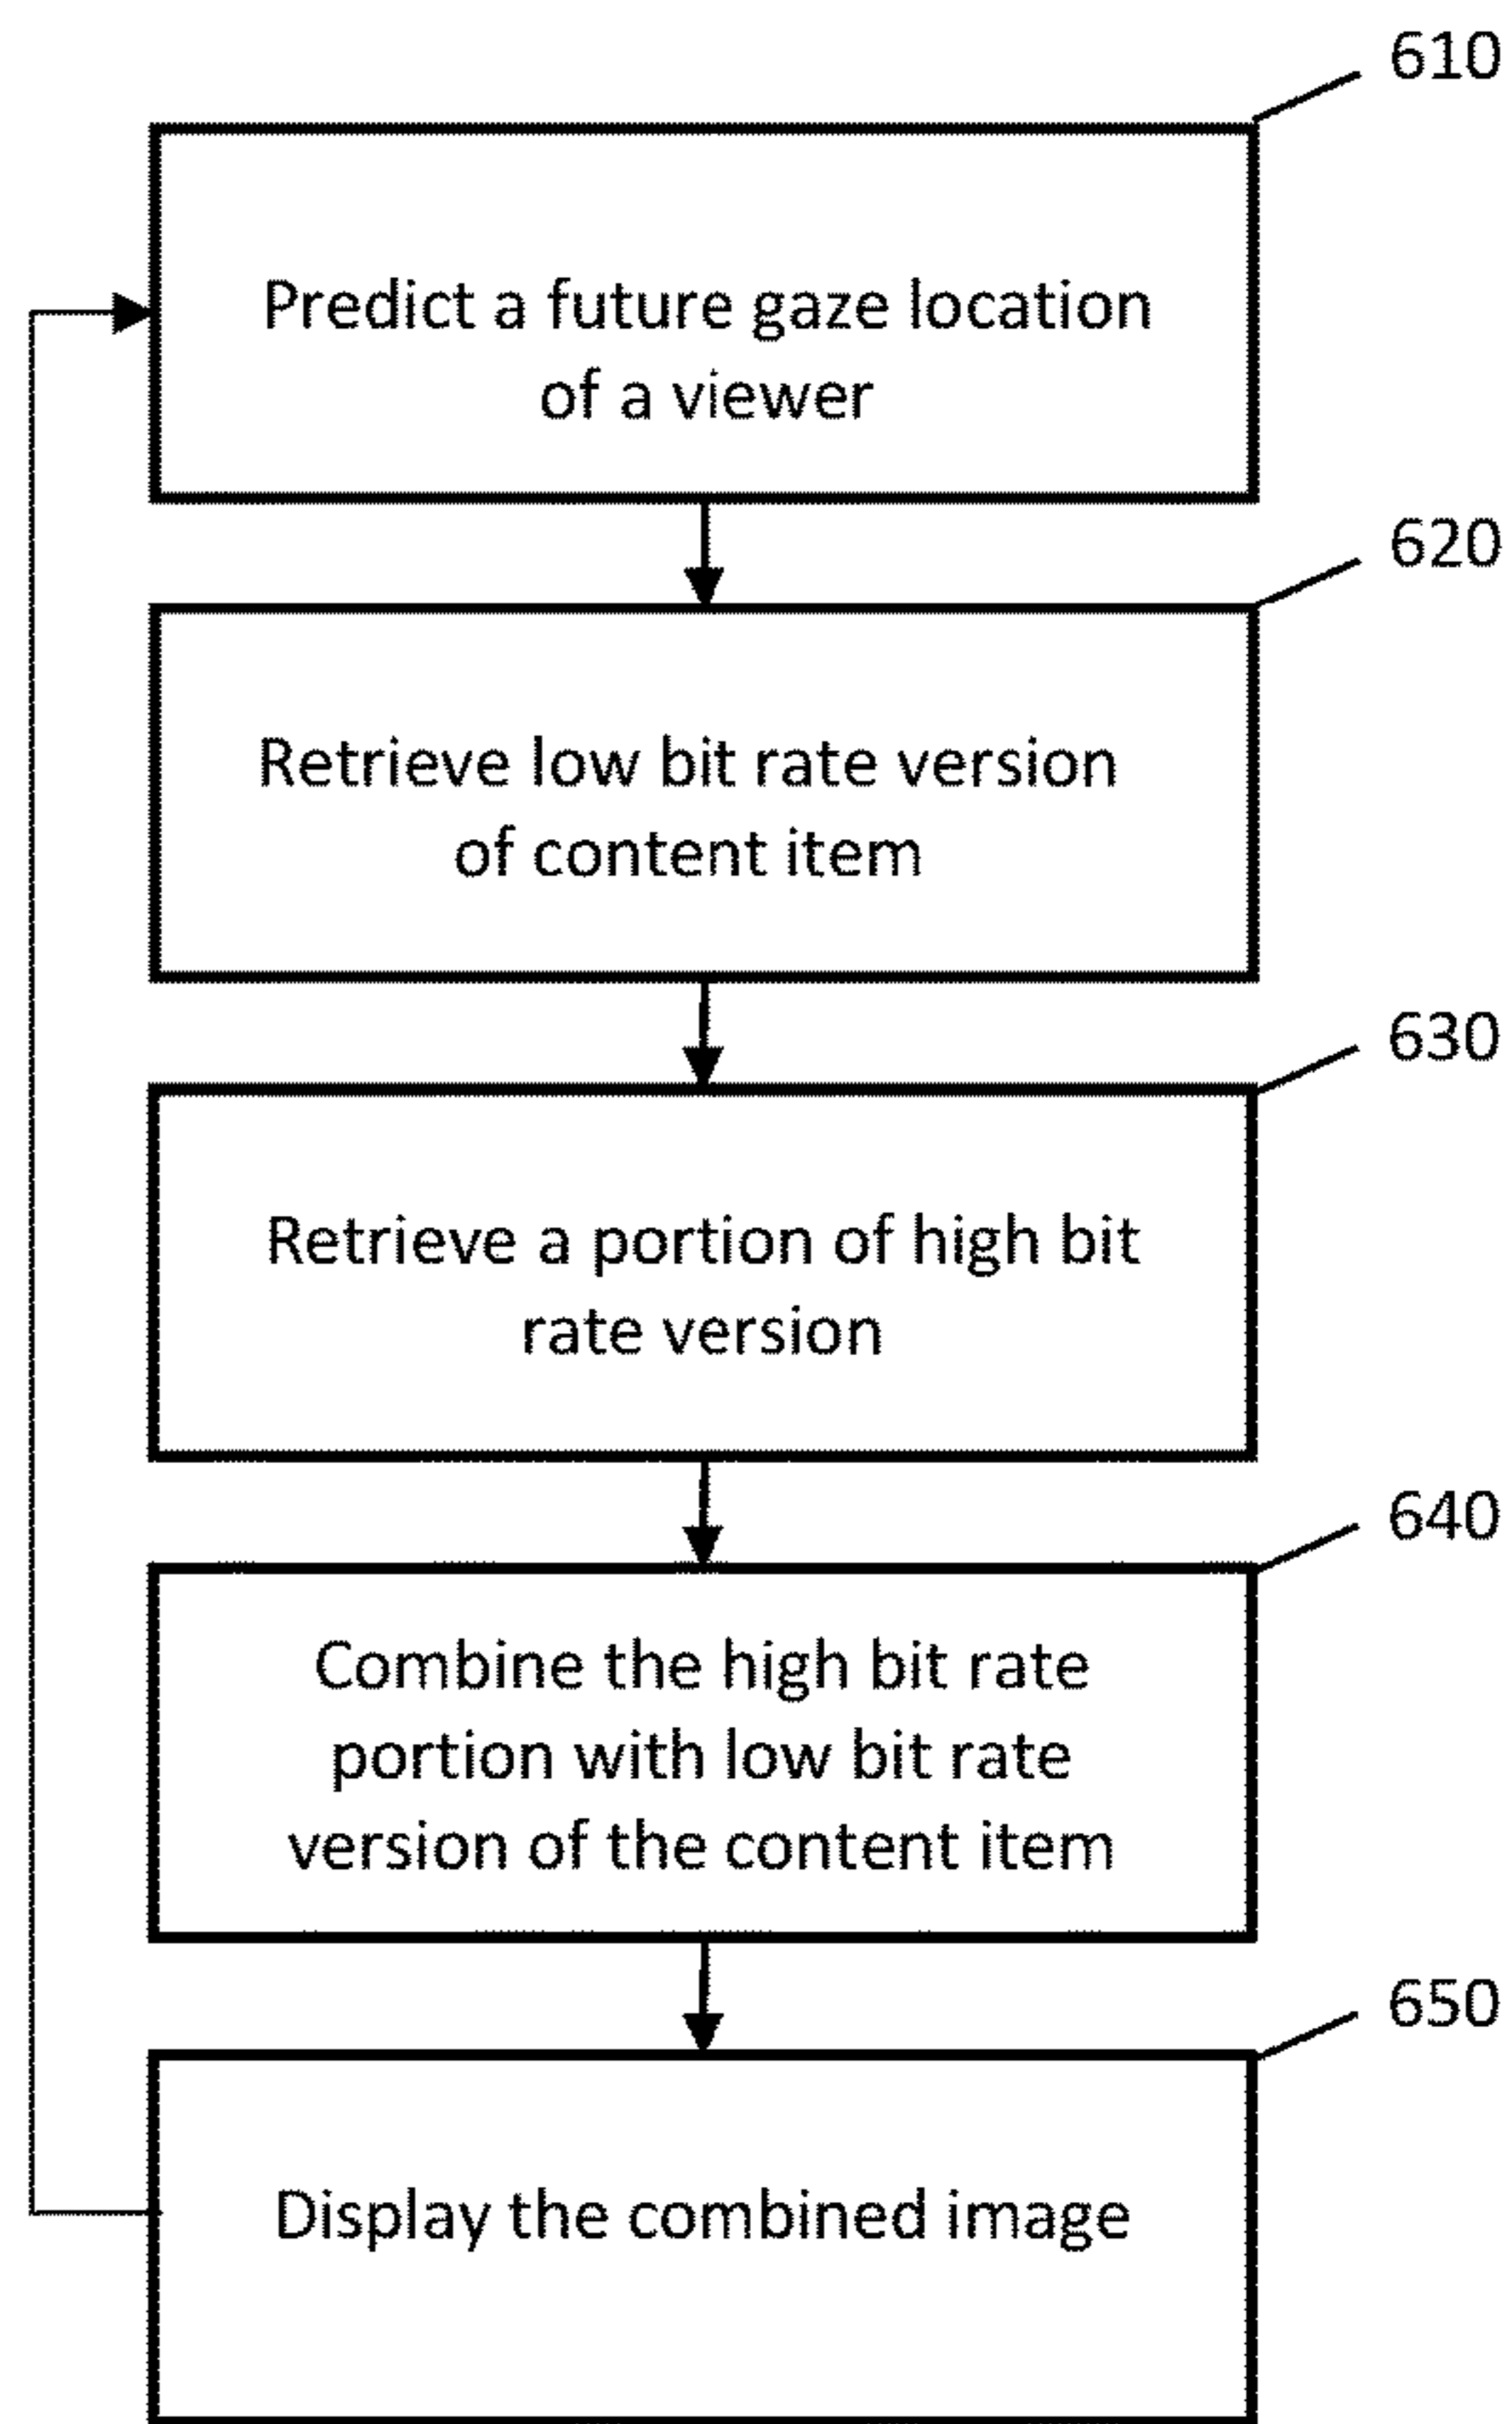 610
Predict a future gaze location
of a viewer
620
Retrieve low bit rate version
of content item
630
Retrieve a portion of high bit
rate version
640
Combine the high bit rate
portion with low bit rate
version of the content item
650
Display the combined image